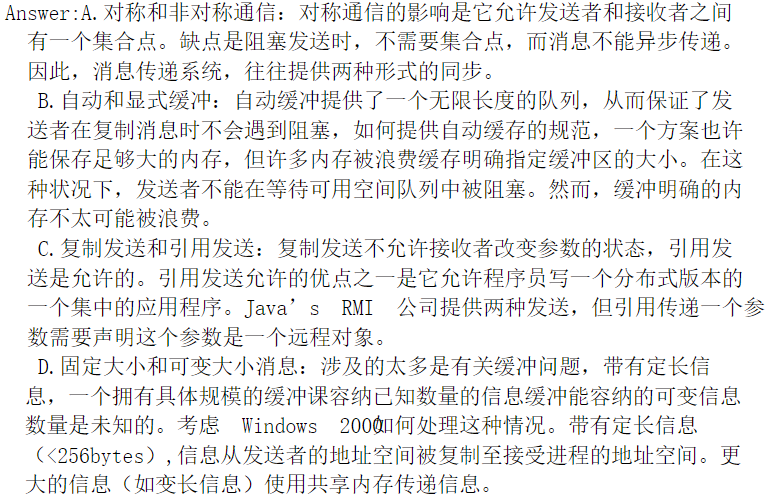 Answer:A.对称和非对称通信：对称通信的影响是它允许发送者和接收者之间
有一个集合点。缺点是阻塞发送时，不需要集合点，而消息不能异步传递。
因此，消息传递系统，往往提供两种形式的同步。
B.自动和显式缓冲：自动缓冲提供了一个无限长度的队列，从而保证了发
送者在复制消息时不会遇到阻塞，如何提供自动缓存的规范，一个方案也许
能保存足够大的内存，但许多内存被浪费缓存明确指定缓冲区的大小。在这
种状况下，发送者不能在等待可用空间队列中被阻塞。然而，缓冲明确的内
存不太可能被浪费。
C.复制发送和引用发送：复制发送不允许接收者改变参数的状态，引用发
送是允许的。引用发送允许的优点之一是它允许程序员写一个分布式版本的
一个集中的应用程序。Java’s RMI 公司提供两种发送，但引用传递一个参
数需要声明这个参数是一个远程对象。
D.固定大小和可变大小消息：涉及的太多是有关缓冲问题，带有定长信
息，一个拥有具体规模的缓冲课容纳已知数量的信息缓冲能容纳的可变信息
数量是未知的。考虑 Windows 2000如何处理这种情况。带有定长信息
（<256bytes）,信息从发送者的地址空间被复制至接受进程的地址空间。更
大的信息（如变长信息）使用共享内存传递信息。